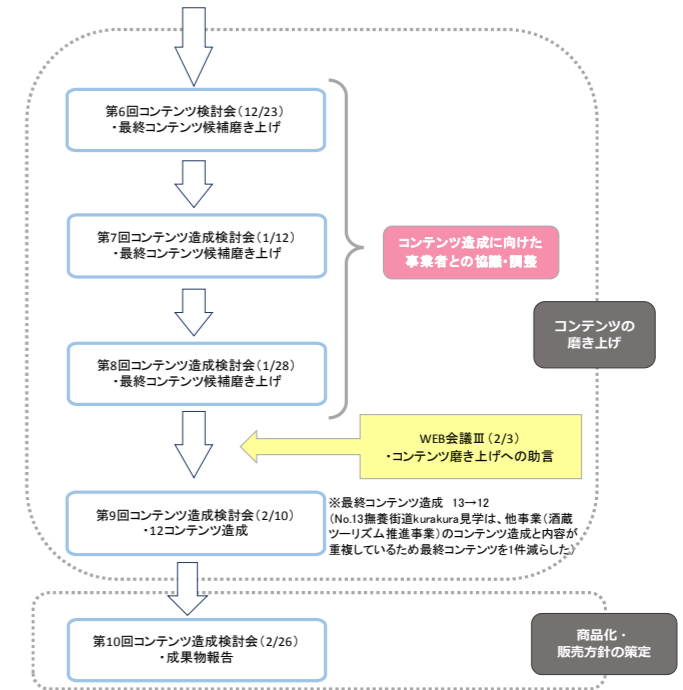 第6回コンテンツ検討会（12/23）
・最終コンテンツ候補磨き上げ
第7回コンテンツ造成検討会（1/12）
・最終コンテンツ候補磨き上げ
コンテンツ造成に向けた
事業者との協議・調整
コンテンツの
磨き上げ
第8回コンテンツ造成検討会（1/28）
・最終コンテンツ候補磨き上げ
WEB会議Ⅲ（2/3）
・コンテンツ磨き上げへの助言
第9回コンテンツ造成検討会（2/10）
・12コンテンツ造成
※最終コンテンツ造成　13→12
（No.13撫養街道kurakura見学は、他事業（酒蔵
ツーリズム推進事業）のコンテンツ造成と内容が
重複しているため最終コンテンツを1件減らした）
第10回コンテンツ造成検討会（2/26）
・成果物報告
商品化・
販売方針の策定